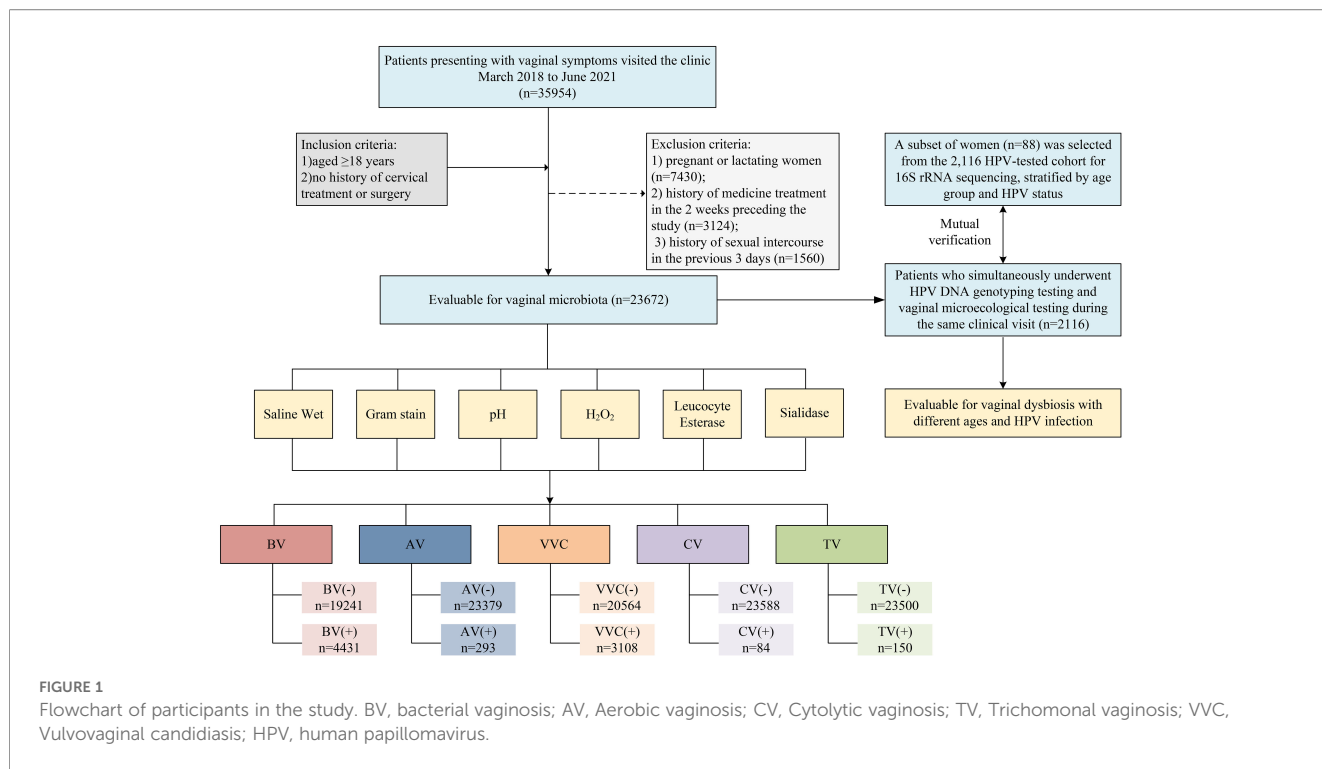 Patients presenting with vaginal symptoms visited the clinic
March 2018 to June 2021
(n=35954)
Inclusion criteria:
1)aged ≥18 years
2)no history of cervical
treatment or surgery
Exclusion criteria:
1) pregnant or lactating women
(n=7430);
2) history of medicine treatment
in the 2 weeks preceding the
study (n=3124);
3) history of sexual intercourse
in the previous 3 days (n=1560)
A subset of women (n=88) was selected
from the 2,116 HPV-tested cohort for
16S rRNA sequencing, stratified by age
group and HPV status
Mutual
verification
Evaluable for vaginal microbiota (n=23672)
Patients who simultaneously underwent
HPV DNA genotyping testing and
vaginal microecological testing during
the same clinical visit (n=2116)
Evaluable for vaginal dysbiosis with
different ages and HPV infection
Saline Wet
Gram stain
pH
H₂O₂
Leucocyte
Esterase
Sialidase
BV
AV
VVC
CV
TV
BV(-)
n=19241
AV(-)
n=23379
VVC(-)
n=20564
CV(-)
n=23588
TV(-)
n=23500
BV(+)
n=4431
AV(+)
n=293
VVC(+)
n=3108
CV(+)
n=84
TV(+)
n=150
FIGURE 1
Flowchart of participants in the study. BV, bacterial vaginosis; AV, Aerobic vaginosis; CV, Cytolytic vaginosis; TV, Trichomonal vaginosis; VVC,
Vulvovaginal candidiasis; HPV, human papillomavirus.